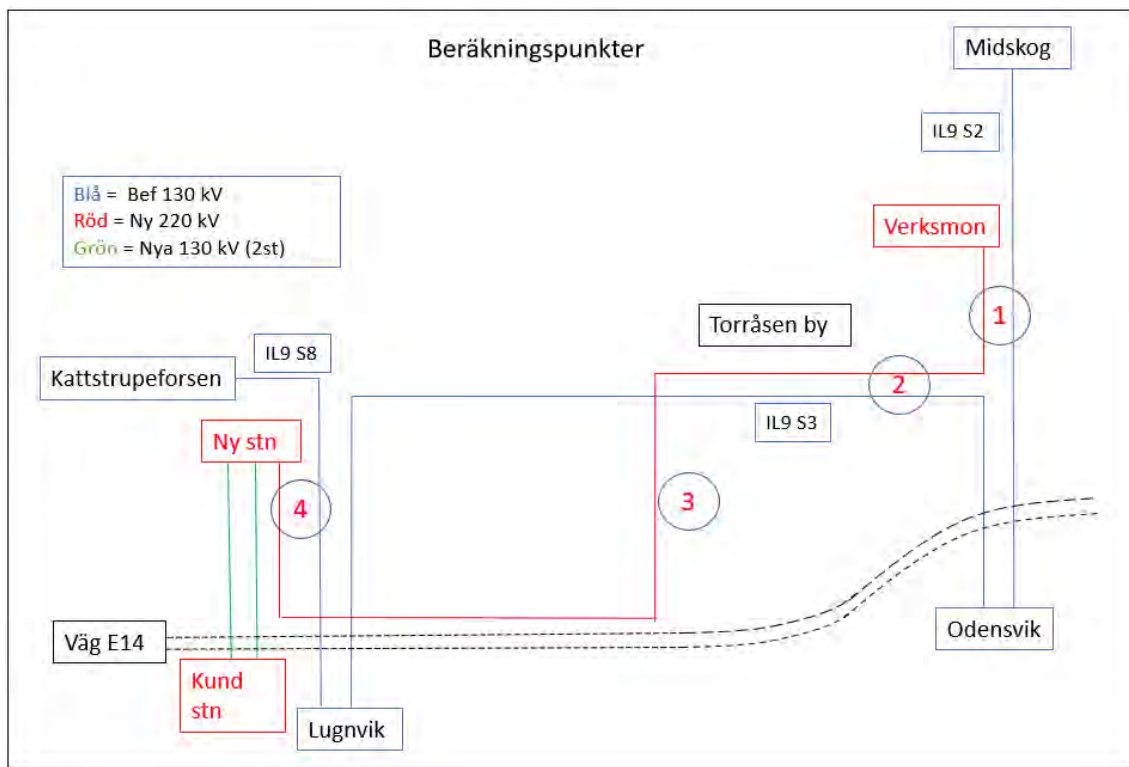 Beräkningspunkter
Midskog
IL9 S2
Blå = Bef 130 kV
Röd = Ny 220 kV
Grön = Nya 130 kV (2st)
Verksmon
1
Torråsen by
IL9 S8
Kattstrupeforsen
2
IL9 S3
Ny stn
4
3
Väg E14
Odensvik
Kund
stn
Lugnvik